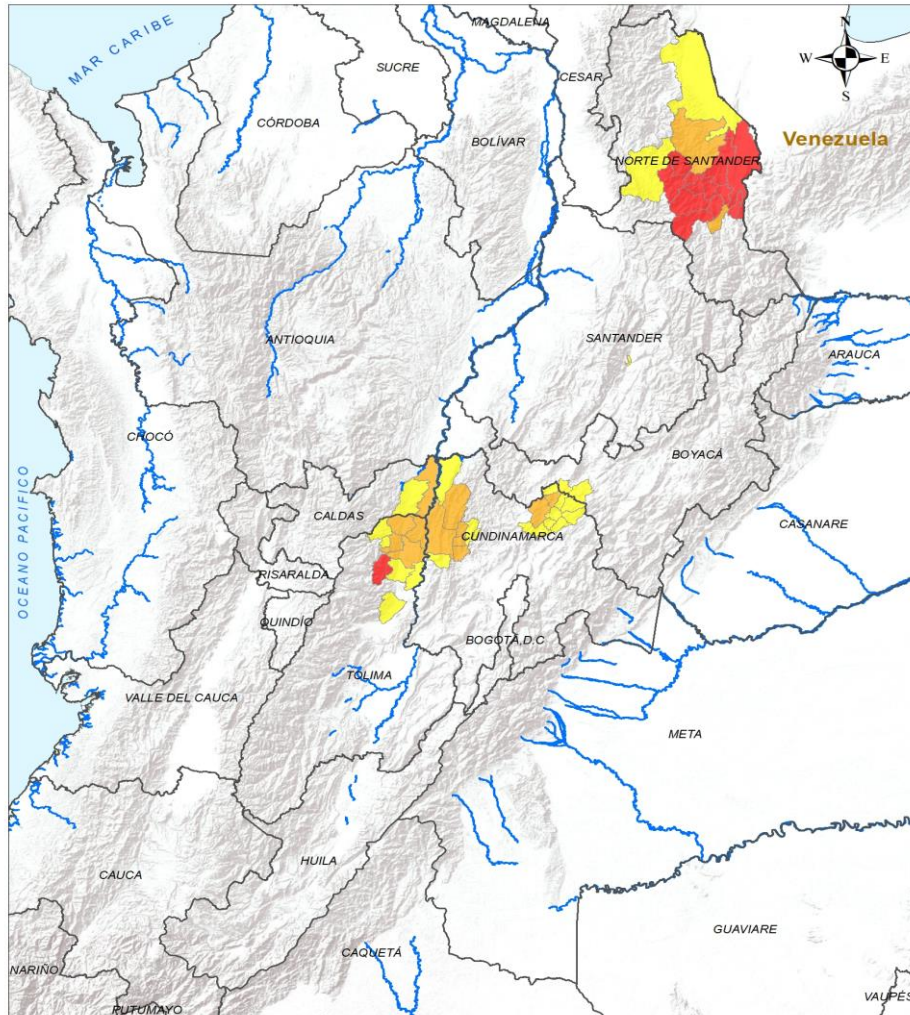 MAGDALENA
N
MAR CARIBE
SUCRE
CESAR
W
E
S
CÓRDOBA
BOLÍVAR
Venezuela
NORTE DE SANTANDER
ANTIOQUIA
SANTANDER
ARAUCA
CHOCÓ
BOYACÁ
OCEANO PACIFICO
CALDAS
CASANARE
CUNDINAMARCA
RISARALDA
QUINDÍO
BOGOTÁ,D.C
TOLIMA
VALLE DEL CAUCA
META
HUILA
CAUCA
GUAVIARE
CAQUETÁ
NARIÑO
VAUPÉS
PUTUMAYO